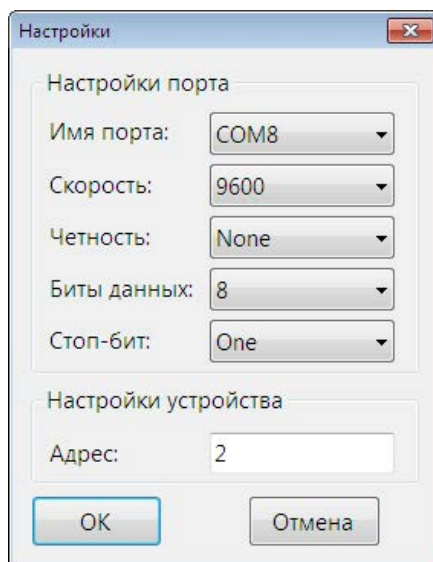 Настройки
Настройки порта
Имя порта: COM8
Скорость: 9600
Четность: None
Биты данных: 8
Стоп-бит: One
Настройки устройства
Адрес: 2
OK Отмена